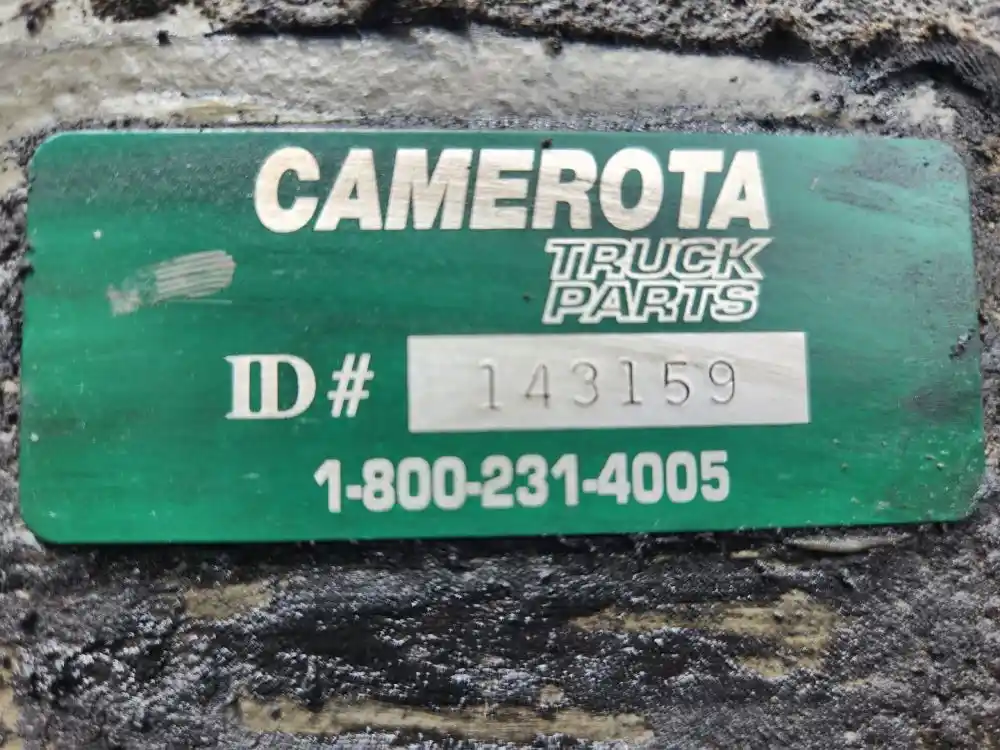 CAMEROTA
TRUCK
PARTS
ID# 143159
1-800-231-4005